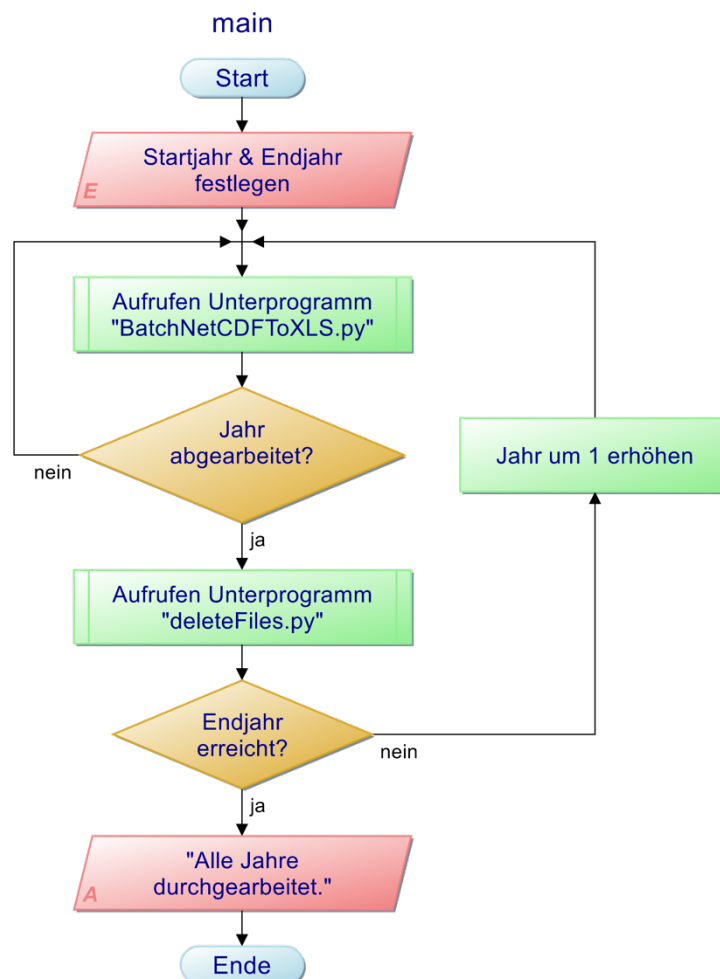 main
Start
Startjahr & Endjahr
festlegen
E
Aufrufen Unterprogramm
"BatchNetCDFToXLS.py"
Jahr
abgearbeitet?
nein
Jahr um 1 erhöhen
ja
Aufrufen Unterprogramm
"deleteFiles.py"
Endjahr
erreicht?
nein
ja
"Alle Jahre
durchgearbeitet."
A
Ende